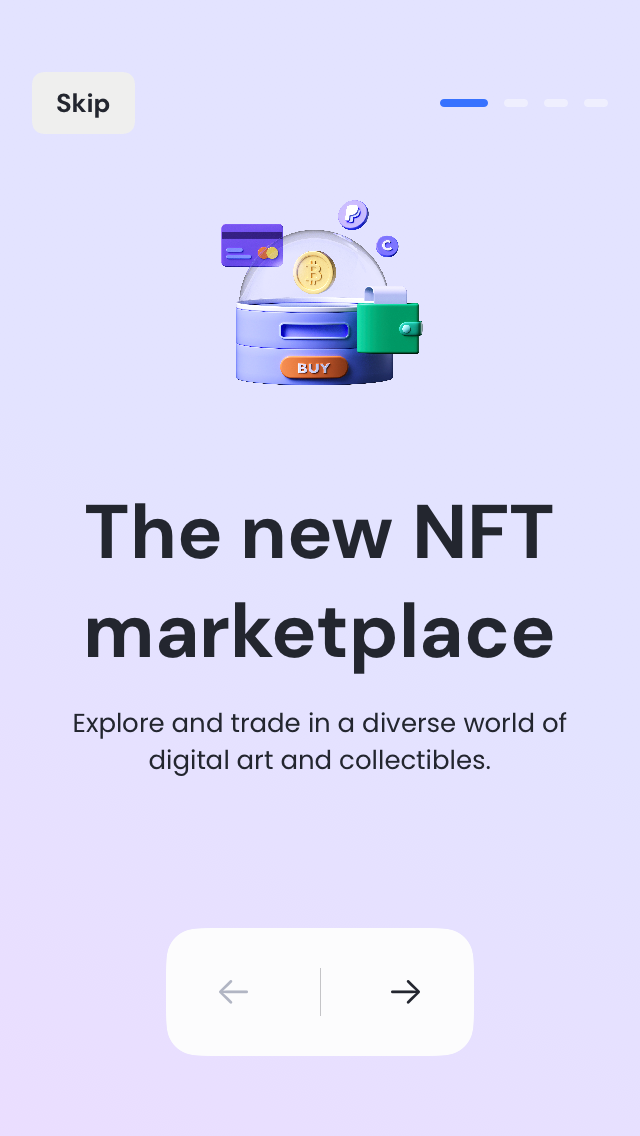 Skip
C
BUY
The new NFT
marketplace
Explore and trade in a diverse world of
digital art and collectibles.